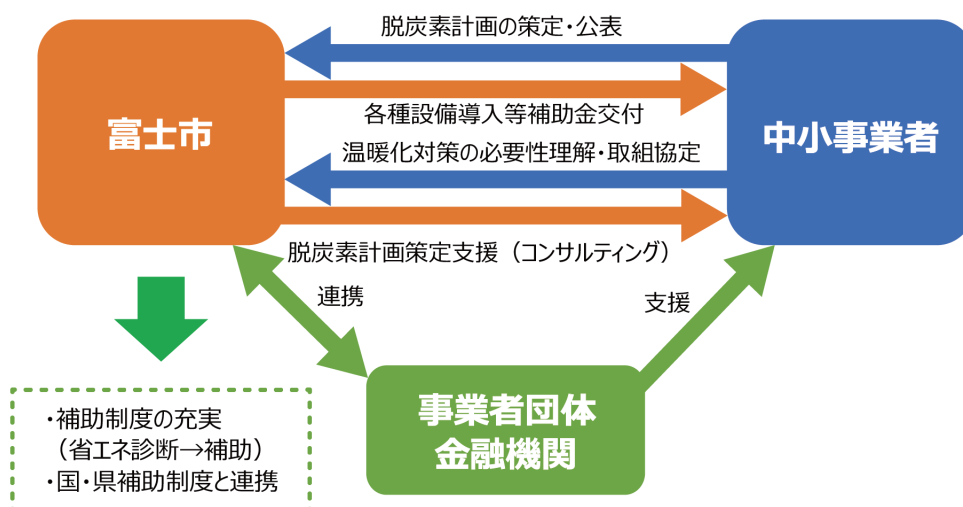 脱炭素計画の策定・公表
富士市
中小事業者
各種設備導入等補助金交付
温暖化対策の必要性理解・取組協定
脱炭素計画策定支援（コンサルティング）
連携
支援
事業者団体
金融機関
・補助制度の充実
（省エネ診断→補助）
・国・県補助制度と連携